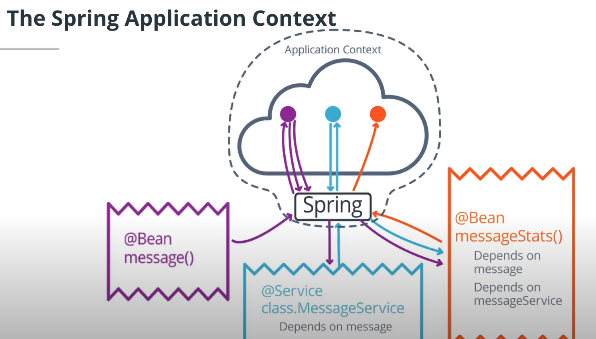 The Spring Application Context
Application Context
Spring
@Bean
message()
@Service
class.MessageService
Depends on message
@Bean
messageStats()
Depends on
message
Depends on
messageService